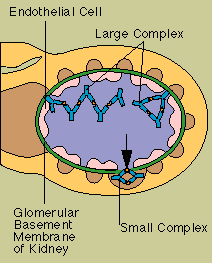 Endothelial Cell
Large Complex
Glomerular
Basement
Membrane
of Kidney
Small Complex